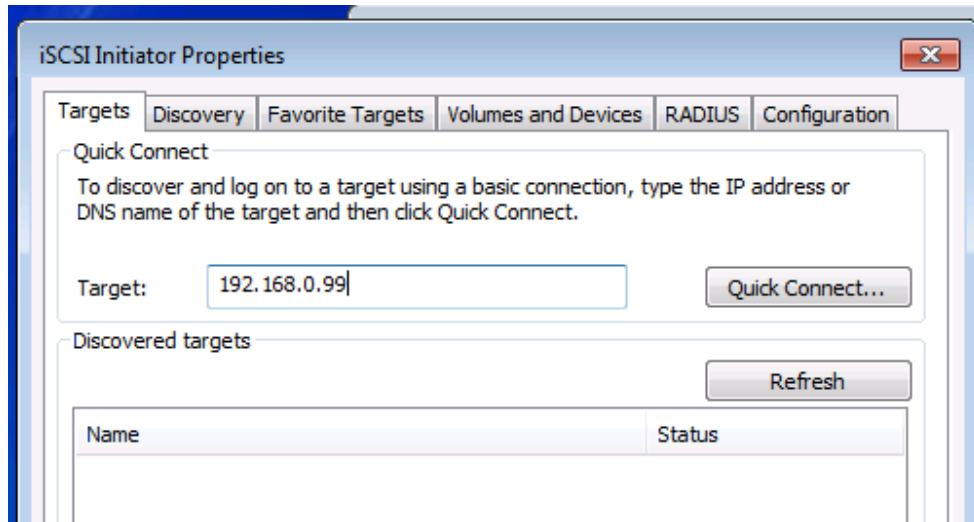 iSCSI Initiator Properties
Targets Discovery Favorite Targets Volumes and Devices RADIUS Configuration
Quick Connect
To discover and log on to a target using a basic connection, type the IP address or
DNS name of the target and then click Quick Connect.
Target: 192.168.0.99 Quick Connect...
Discovered targets
Refresh
Name Status